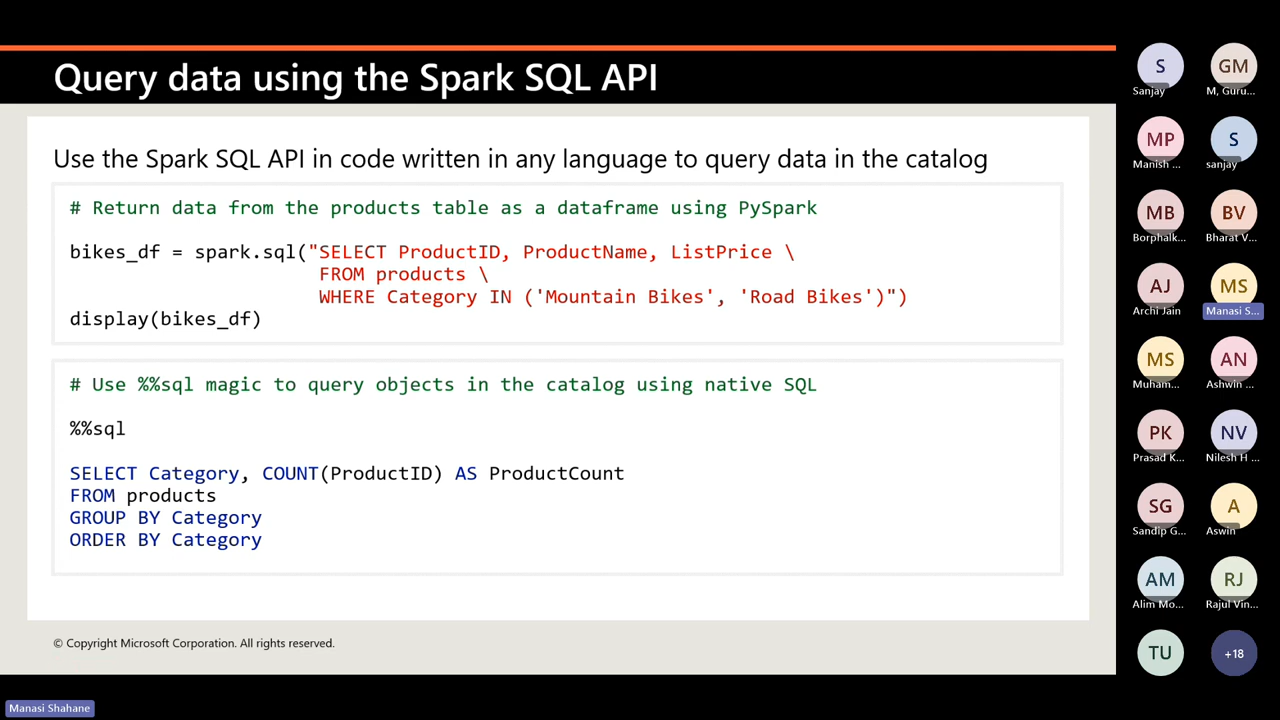 Query data using the Spark SQL API
Use the Spark SQL API in code written in any language to query data in the catalog
# Return data from the products table as a dataframe using PySpark
bikes_df = spark.sql("SELECT ProductID, ProductName, ListPrice \
FROM products \
WHERE Category IN ('Mountain Bikes', 'Road Bikes')")
display(bikes_df)
# Use %%sql magic to query objects in the catalog using native SQL
%%sql
SELECT Category, COUNT(ProductID) AS ProductCount
FROM products
GROUP BY Category
ORDER BY Category
© Copyright Microsoft Corporation. All rights reserved.
S GM
Sanjay M, Guru...
MP S
Manish ... sanjay
MB BV
Borphalk... Bharat V...
AJ MS
Archi Jain Manasi S...
MS AN
Muham... Ashwin ...
PK NV
Prasad K... Nilesh H ...
SG A
Sandip G... Aswin
AM RJ
Alim Mo... Rajul Vin...
TU +18
Manasi Shahane